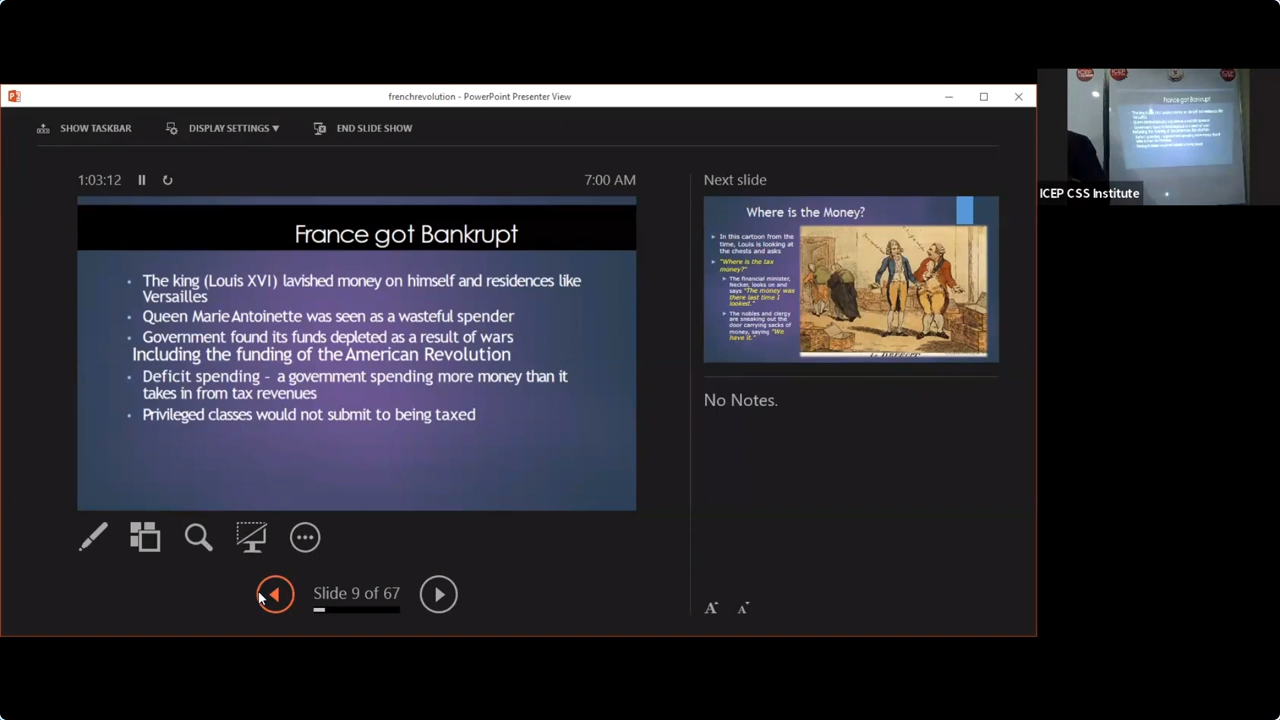 frenchrevolution - PowerPoint Presenter View
SHOW TASKBAR
DISPLAY SETTINGS ▼
END SLIDE SHOW
1:03:12
7:00 AM
France got Bankrupt
• The king (Louis XVI) lavished money on himself and residences like
Versailles
• Queen Marie Antoinette was seen as a wasteful spender
• Government found its funds depleted as a result of wars
Including the funding of the American Revolution
• Deficit spending – a government spending more money than it
takes in from tax revenues
• Privileged classes would not submit to being taxed
Slide 9 of 67
Next slide
Where is the Money?
In this cartoon from the
time, Louis is looking at
the chests and asks
"Where is the tax
money?"
The financial minister,
Necker, looks on and
says "The money was
there last time I
looked."
The nobles and clergy
are sneaking out the
door carrying sacks of
money, saying "We
have it."
No Notes.
A A
France got Bankrupt
ICEP CSS Institute